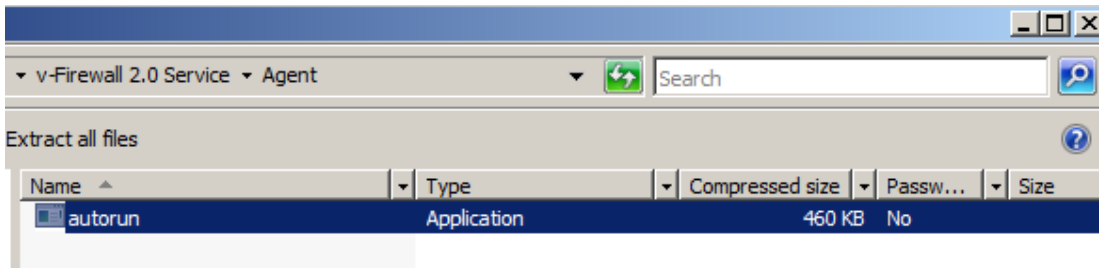 v-Firewall 2.0 Service Agent
Search
Extract all files
Name Type Compressed size Passw... Size
autorun Application 460 KB No